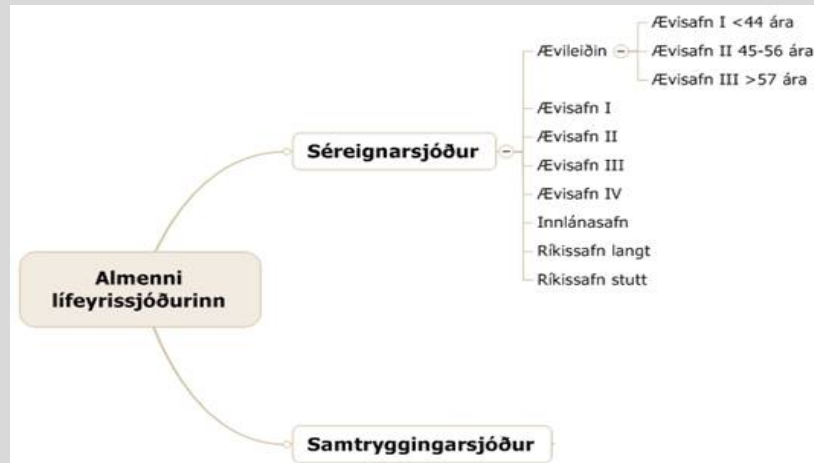 Almenni
lífeyrissjóðurinn
Séreignarsjóður
Ævileiðin
Ævisafn I <44 ára
Ævisafn II 45-56 ára
Ævisafn III >57 ára
Ævisafn I
Ævisafn II
Ævisafn III
Ævisafn IV
Innlánasafn
Ríkissafn langt
Ríkissafn stutt
Samtryggingarsjóður